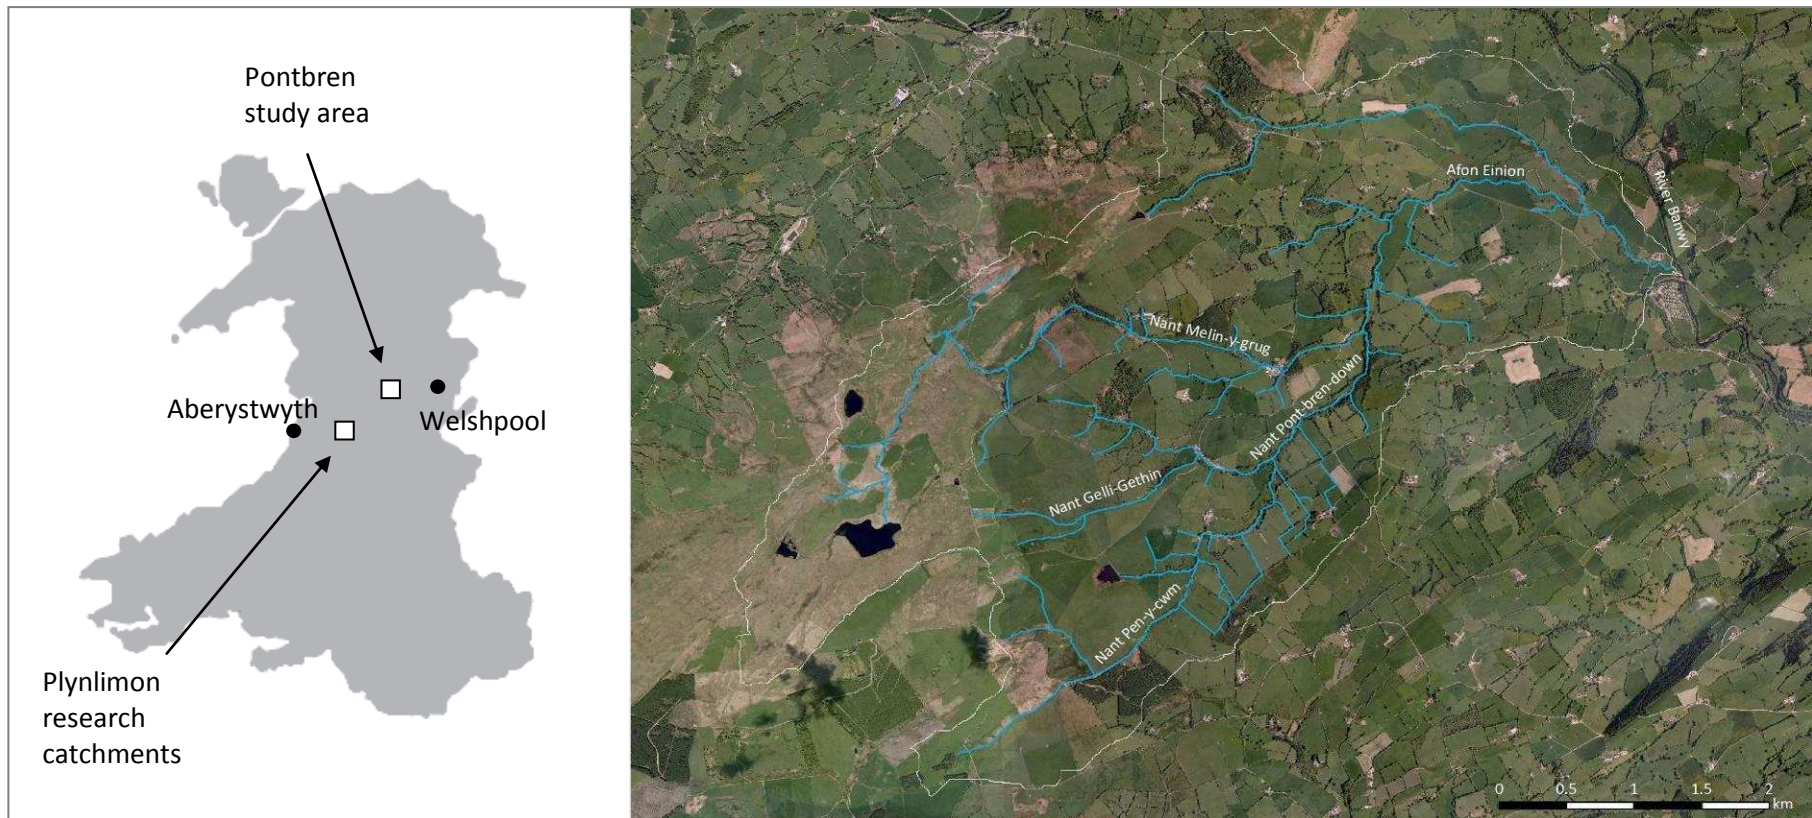 Pontbren
study area
Aberystwyth
Welshpool
Plynlimon
research
catchments
Afon Einion
River Banwy
Nant Melin-y-grug
Nant Pont-bren-down
Nant Gelli-Gethin
Nant Pen-y-cwm
0 0.5 1 1.5 2
km